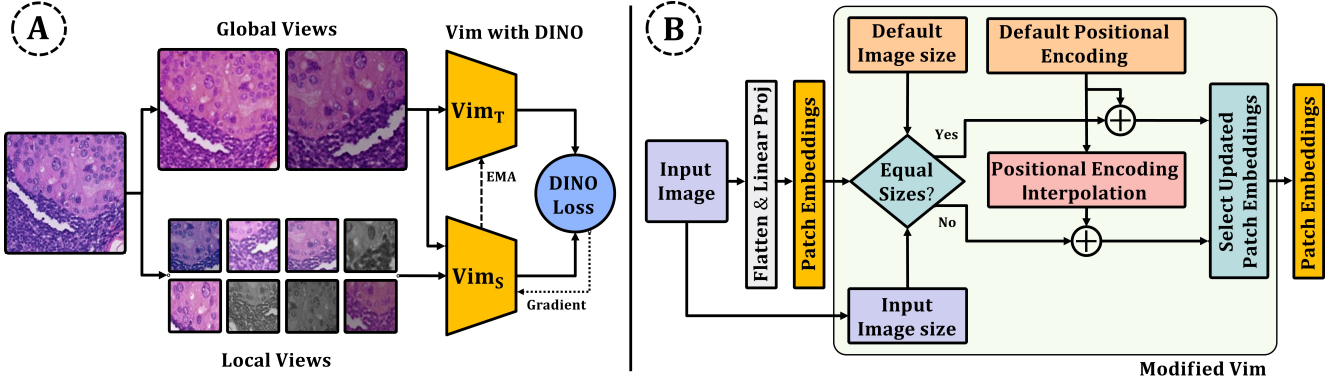 A
Global Views
Vim with DINO
VimT
EMA
DINO
Loss
VimS
Gradient
Local Views
B
Default
Image size
Default Positional
Encoding
Input
Image
Flatten & Linear Proj
Patch Embeddings
Equal
Sizes?
Yes
No
Positional Encoding
Interpolation
Select Updated
Patch Embeddings
Patch Embeddings
Input
Image size
Modified Vim